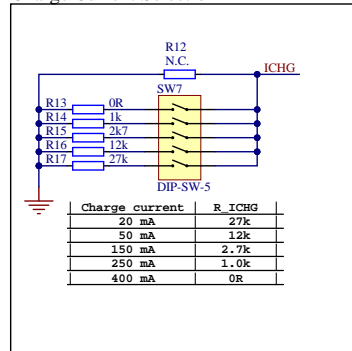 R12
N.C.
ICHG
SW7
R13 0R
R14 1k
R15 2k7
R16 12k
R17 27k
DIP-SW-5
Charge current R_ICHG
20 mA 27k
50 mA 12k
150 mA 2.7k
250 mA 1.0k
400 mA 0R